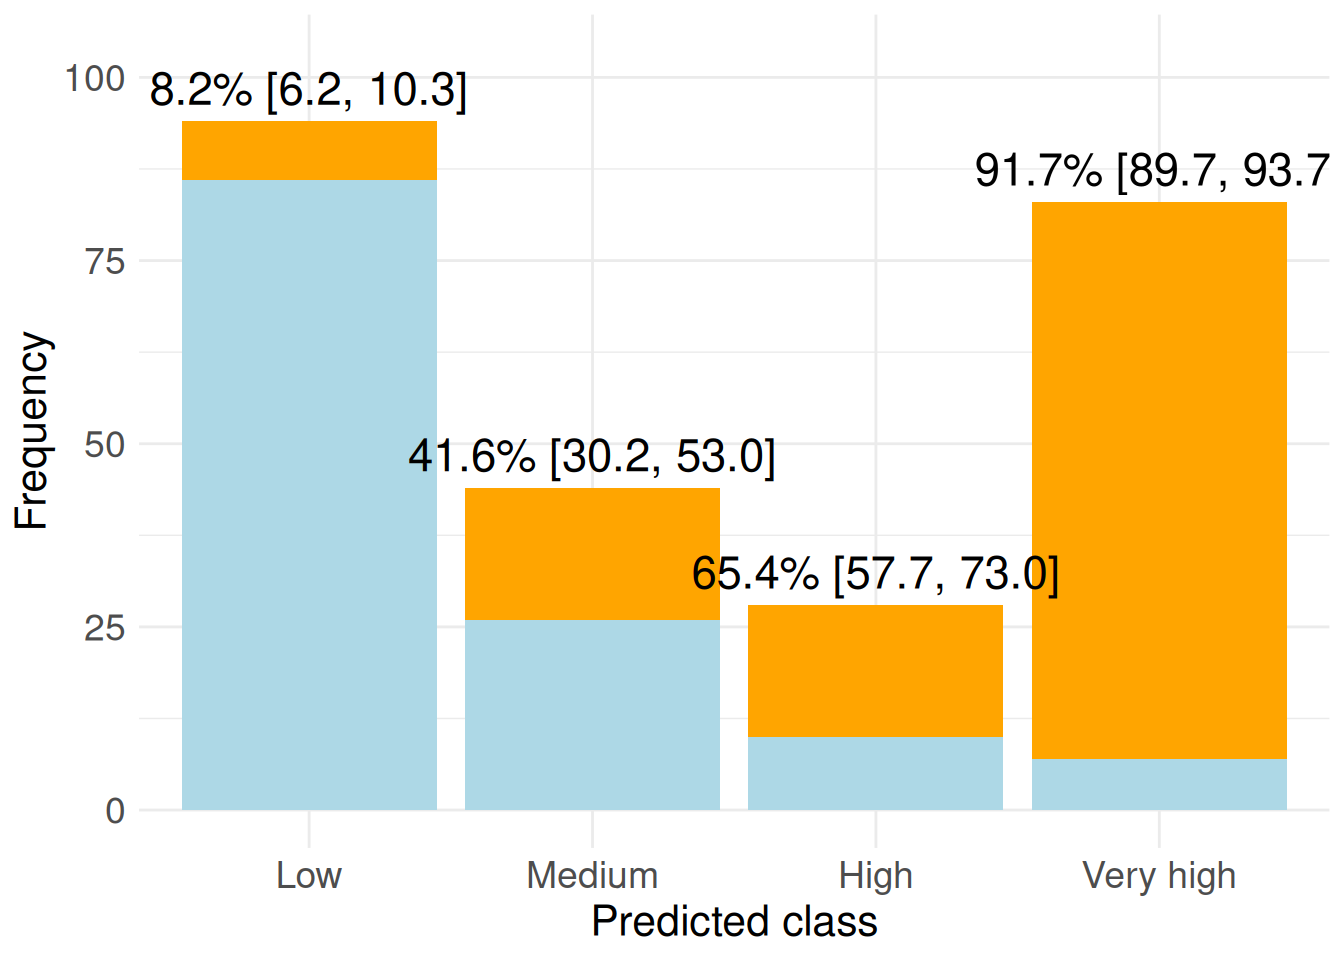 8.2% [6.2, 10.3]
91.7% [89.7, 93.7
41.6% [30.2, 53.0]
65.4% [57.7, 73.0]
100
75
50
25
0
Frequency
Low
Medium
High
Very high
Predicted class